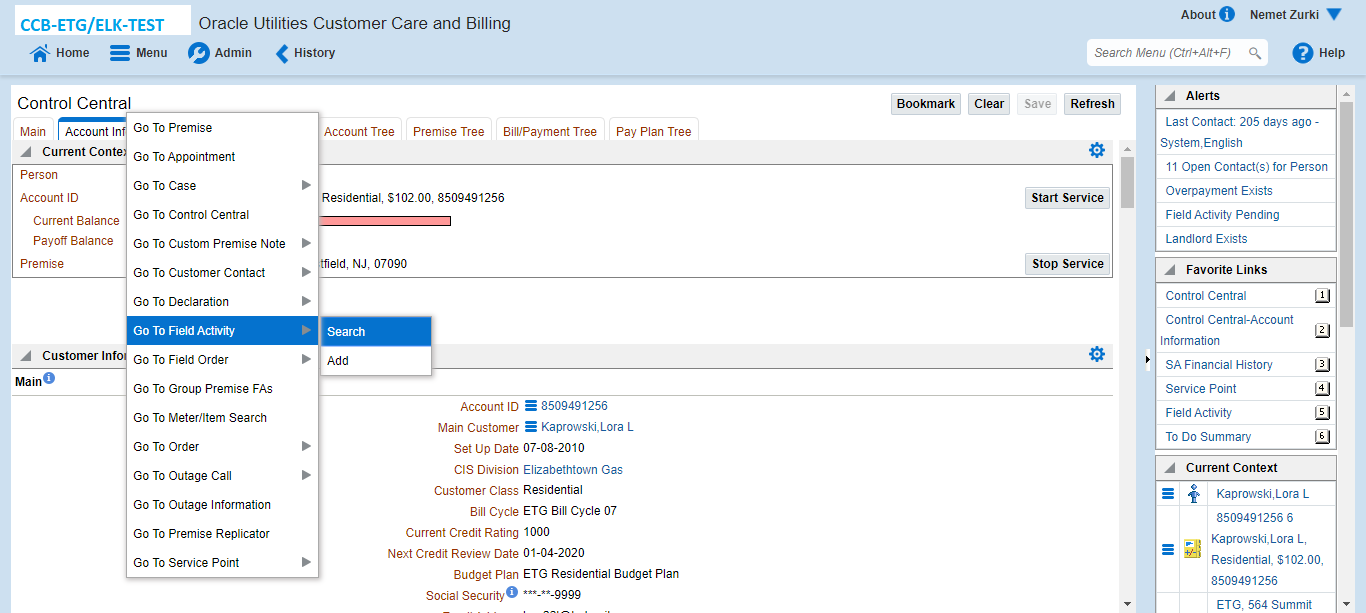 CCB-ETG/ELK-TEST
Oracle Utilities Customer Care and Billing
About
Nemet Zurki
Home
Menu
Admin
History
Search Menu (Ctrl+Alt+F)
Help
Control Central
Bookmark
Clear
Save
Refresh
Main
Account Inf
Account Tree
Premise Tree
Bill/Payment Tree
Pay Plan Tree
Current Conte
Person
Account ID
Residential, $102.00, 8509491256
Start Service
Current Balance
Payoff Balance
Premise
tfield, NJ, 07090
Stop Service
Go To Premise
Go To Appointment
Go To Case
Go To Control Central
Go To Custom Premise Note
Go To Customer Contact
Go To Declaration
Go To Field Activity
Go To Field Order
Go To Group Premise FAs
Go To Meter/Item Search
Go To Order
Go To Outage Call
Go To Outage Information
Go To Premise Replicator
Go To Service Point
Search
Add
Customer Infor
Main
Account ID 8509491256
Main Customer Kaprowski,Lora L
Set Up Date 07-08-2010
CIS Division Elizabethtown Gas
Customer Class Residential
Bill Cycle ETG Bill Cycle 07
Current Credit Rating 1000
Next Credit Review Date 01-04-2020
Budget Plan ETG Residential Budget Plan
Social Security ***-**-9999
Alerts
Last Contact: 205 days ago -
System,English
11 Open Contact(s) for Person
Overpayment Exists
Field Activity Pending
Landlord Exists
Favorite Links
Control Central 1
Control Central-Account
Information 2
SA Financial History 3
Service Point 4
Field Activity 5
To Do Summary 6
Current Context
Kaprowski,Lora L
8509491256 6
Kaprowski,Lora L,
Residential, $102.00,
8509491256
ETG, 564 Summit